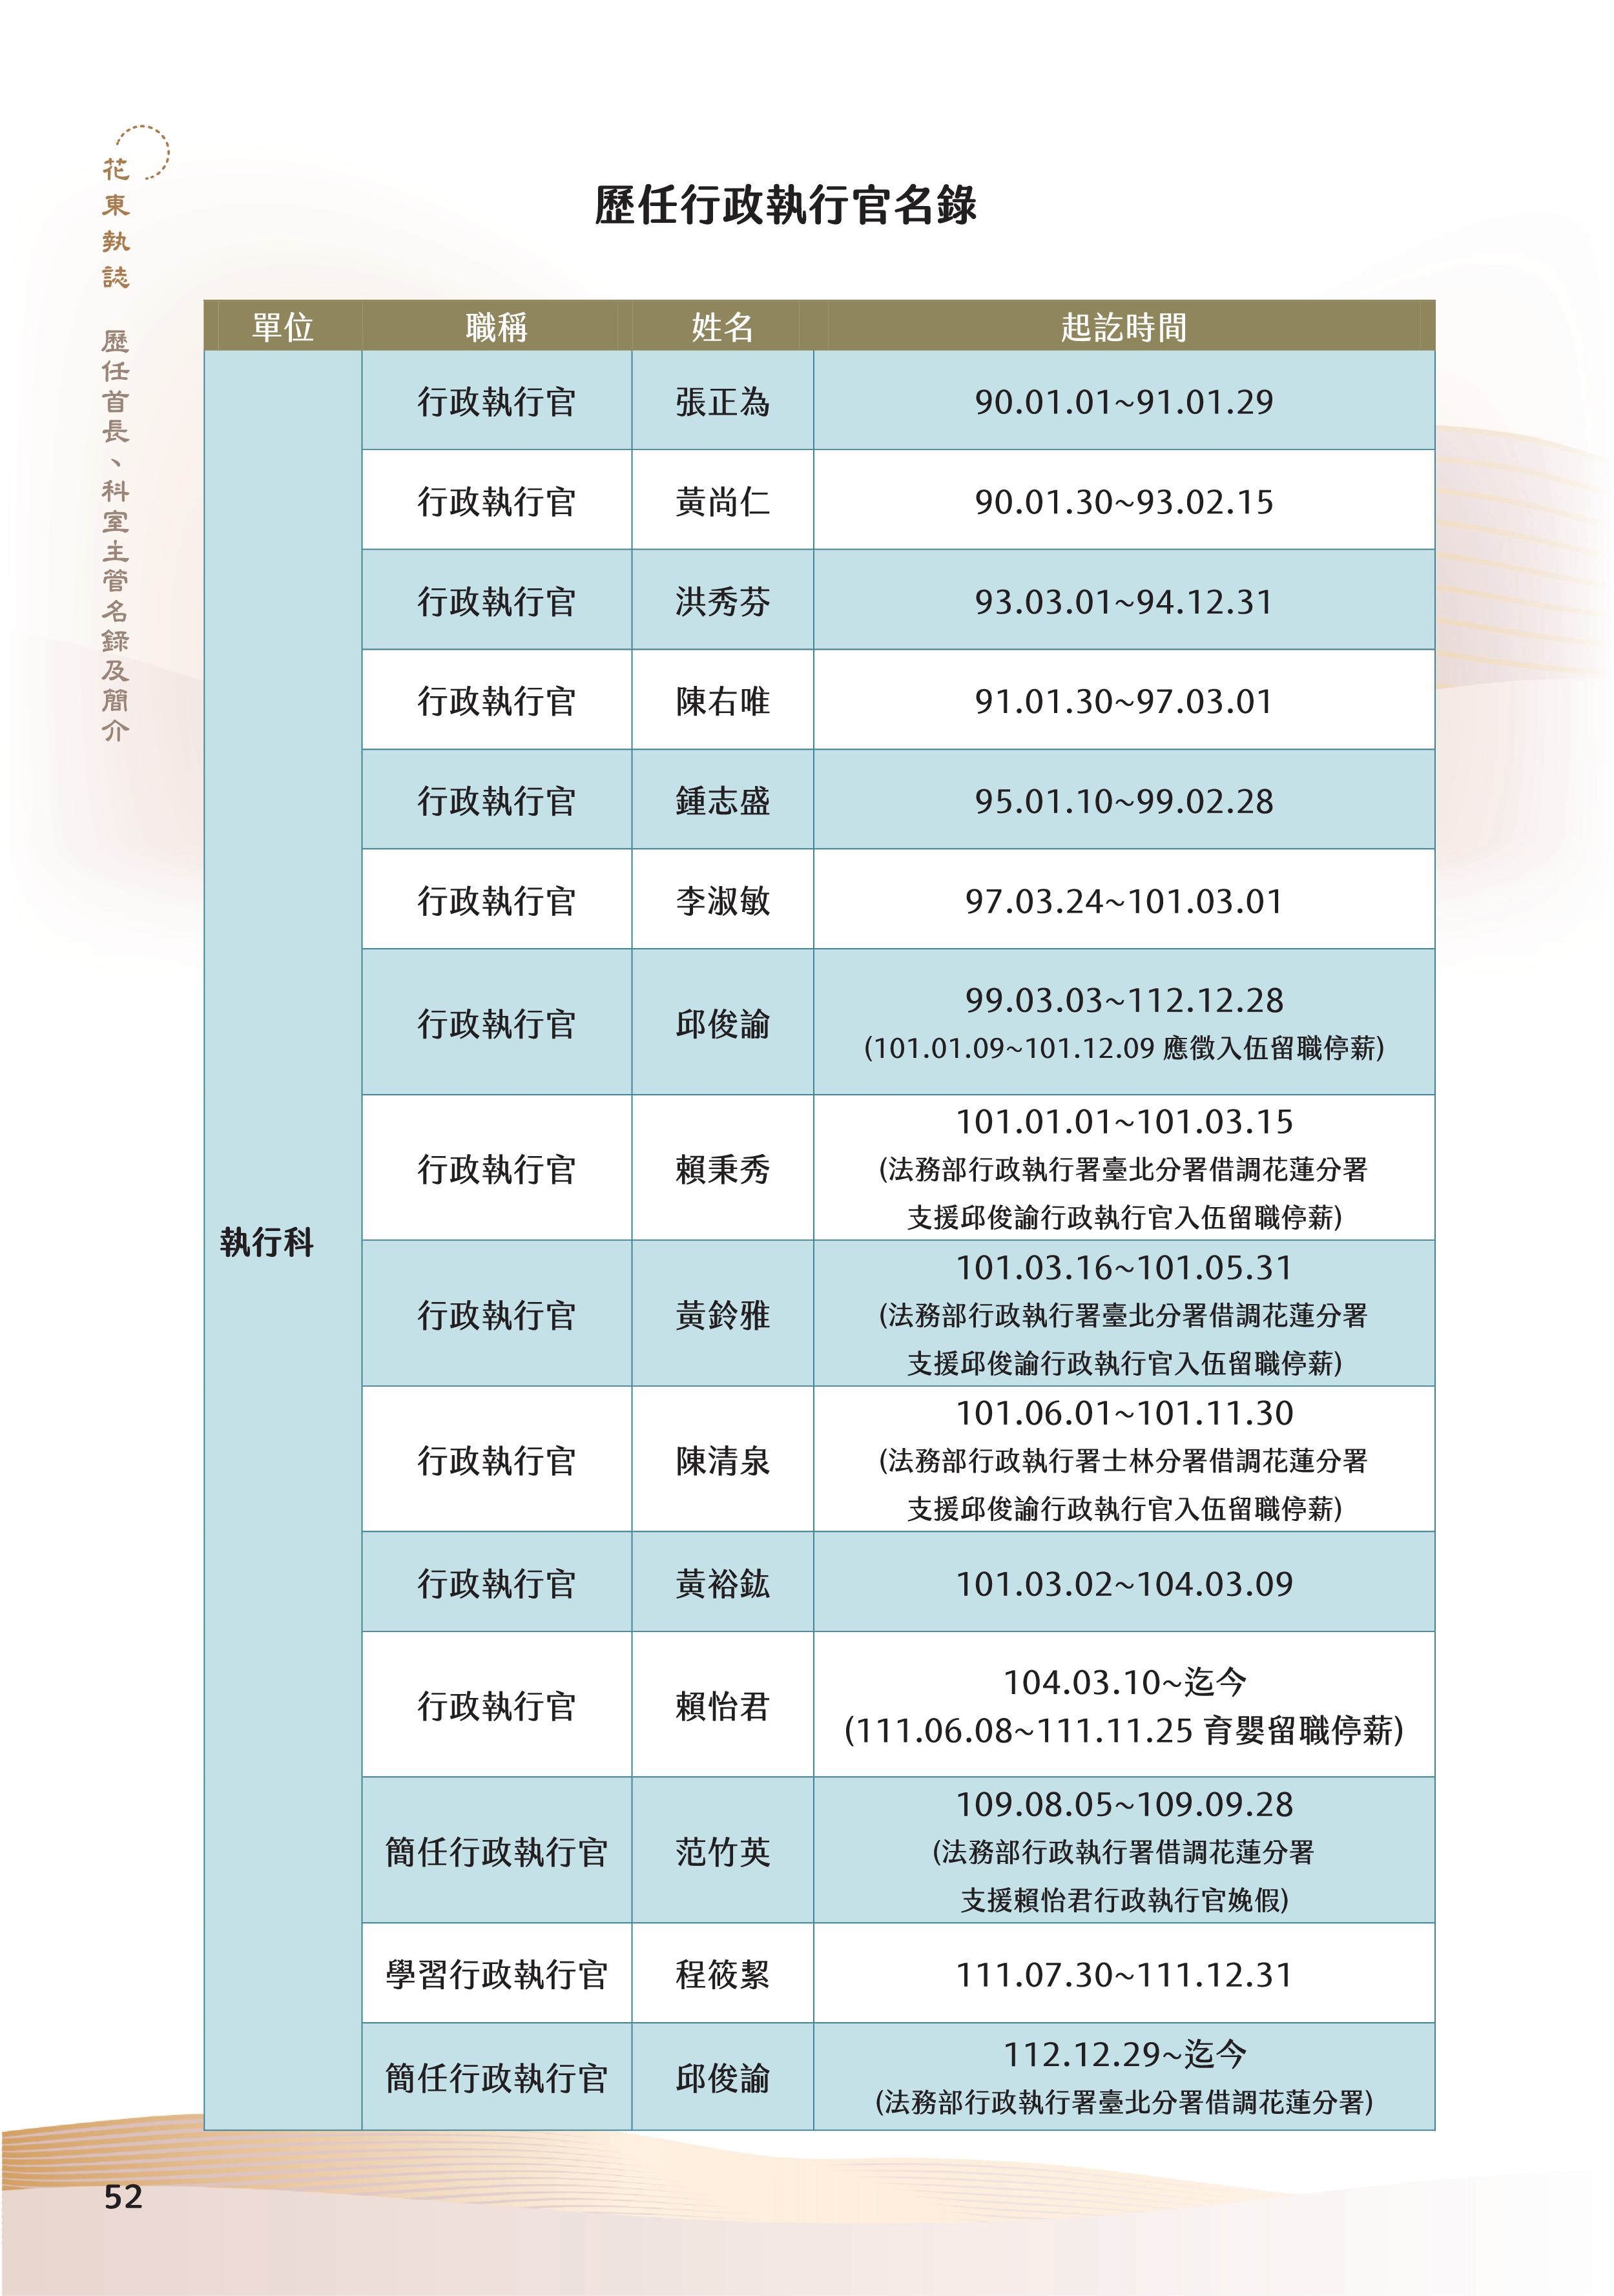 花東執誌 歷任首長、科室主管名錄及簡介
歷任行政執行官名錄
單位 職稱 姓名 起訖時間
執行科
行政執行官 張正為 90.01.01~91.01.29
行政執行官 黃尚仁 90.01.30~93.02.15
行政執行官 洪秀芬 93.03.01~94.12.31
行政執行官 陳右唯 91.01.30~97.03.01
行政執行官 鍾志盛 95.01.10~99.02.28
行政執行官 李淑敏 97.03.24~101.03.01
行政執行官 邱俊諭 99.03.03~112.12.28
(101.01.09~101.12.09 應徵入伍留職停薪)
行政執行官 賴秉秀 101.01.01~101.03.15
(法務部行政執行署臺北分署借調花蓮分署
支援邱俊諭行政執行官入伍留職停薪)
行政執行官 黃鈴雅 101.03.16~101.05.31
(法務部行政執行署臺北分署借調花蓮分署
支援邱俊諭行政執行官入伍留職停薪)
行政執行官 陳清泉 101.06.01~101.11.30
(法務部行政執行署士林分署借調花蓮分署
支援邱俊諭行政執行官入伍留職停薪)
行政執行官 黃裕鈜 101.03.02~104.03.09
行政執行官 賴怡君 104.03.10~迄今
(111.06.08~111.11.25 育嬰留職停薪)
簡任行政執行官 范竹英 109.08.05~109.09.28
(法務部行政執行署借調花蓮分署
支援賴怡君行政執行官娩假)
學習行政執行官 程筱絜 111.07.30~111.12.31
簡任行政執行官 邱俊諭 112.12.29~迄今
(法務部行政執行署臺北分署借調花蓮分署)
52